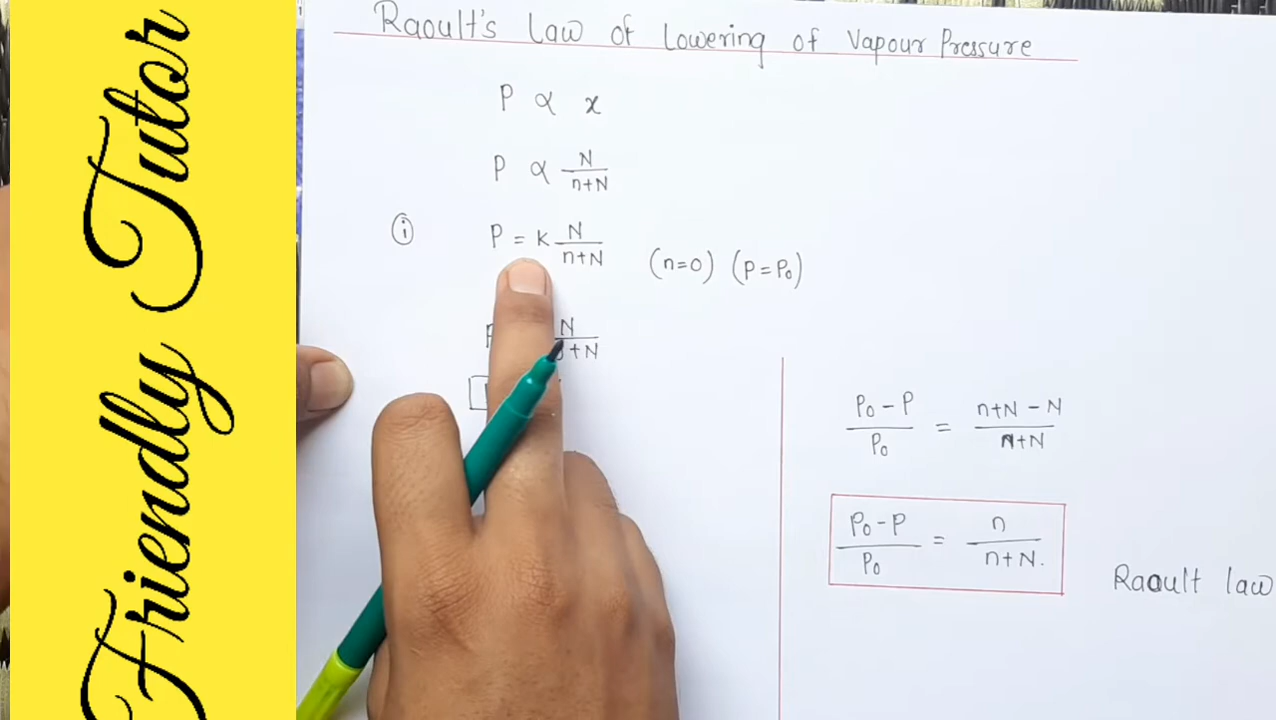 Friendly Tutor
Raoult's Law of Lowering of Vapour Pressure
P ∝ x
P ∝ N/n+N
i P = K N/n+N (n=0) (P=P₀)
N/+N
P₀-P/P₀ = n+N-N/n+N
P₀-P/P₀ = n/n+N.
Raoult law